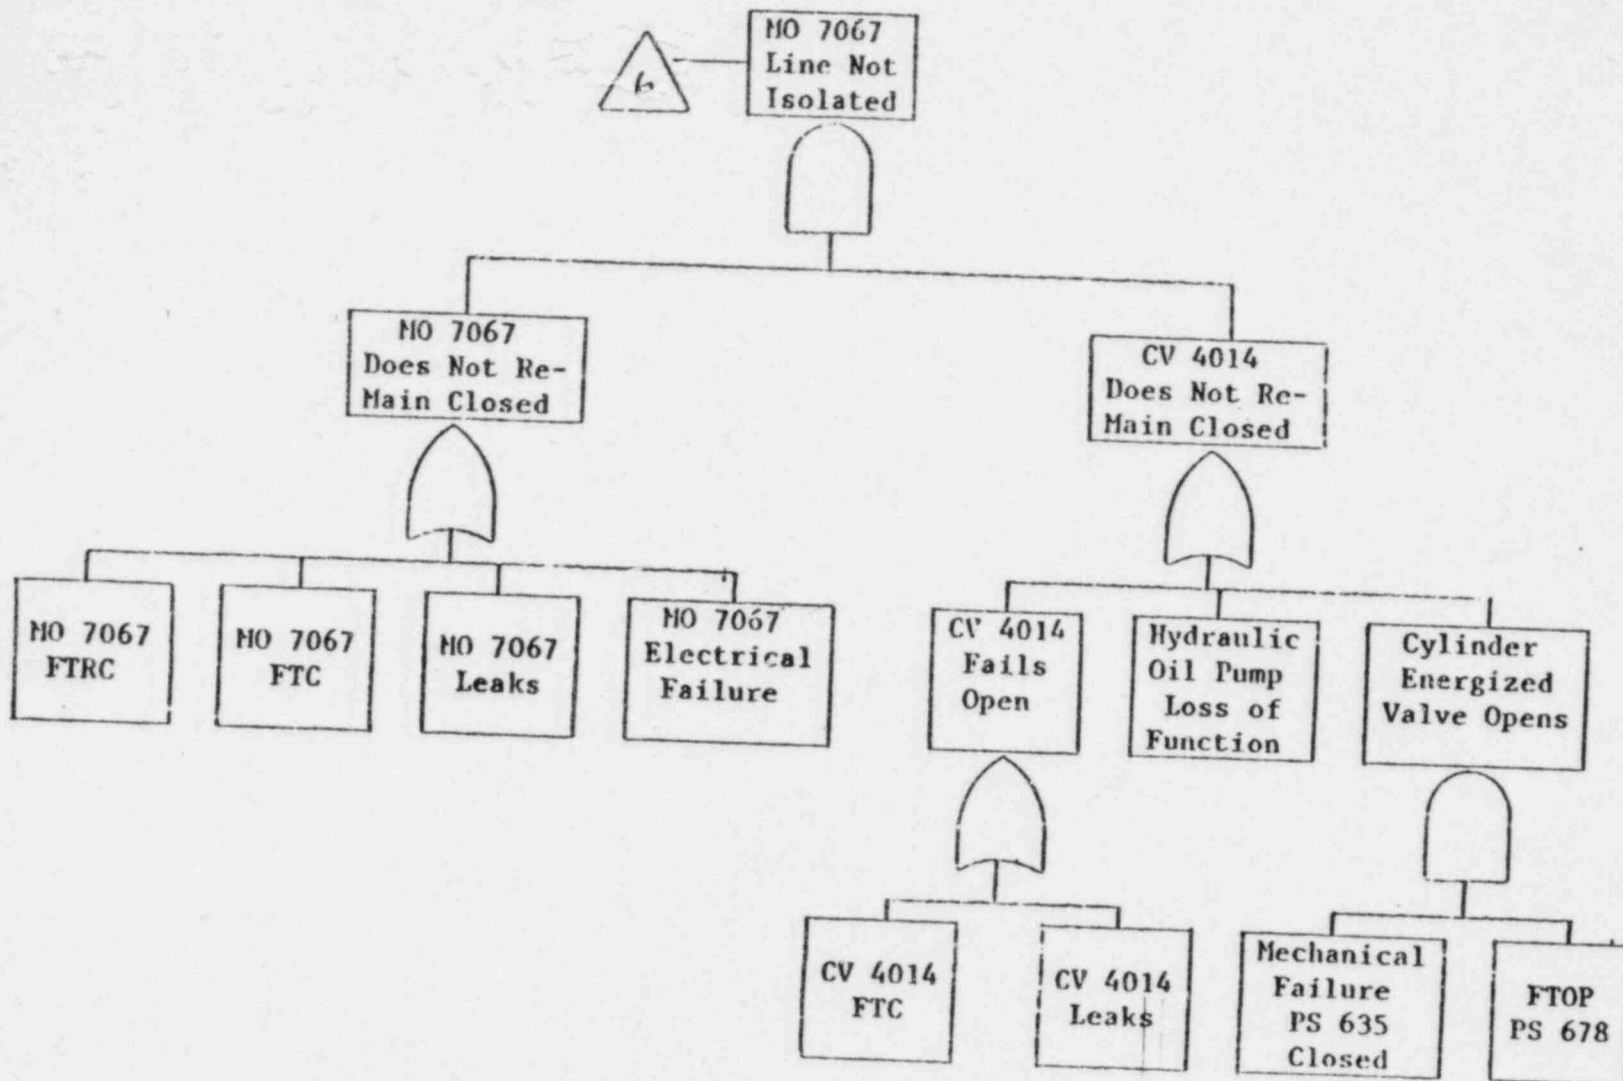 MO 7067
Line Not
Isolated
6
MO 7067
Does Not Re-
Main Closed
CV 4014
Does Not Re-
Main Closed
MO 7067
FTRC
MO 7067
FTC
MO 7067
Leaks
MO 7067
Electrical
Failure
CV 4014
Fails
Open
Hydraulic
Oil Pump
Loss of
Function
Cylinder
Energized
Valve Opens
CV 4014
FTC
CV 4014
Leaks
Mechanical
Failure
PS 635
Closed
FTOP
PS 678